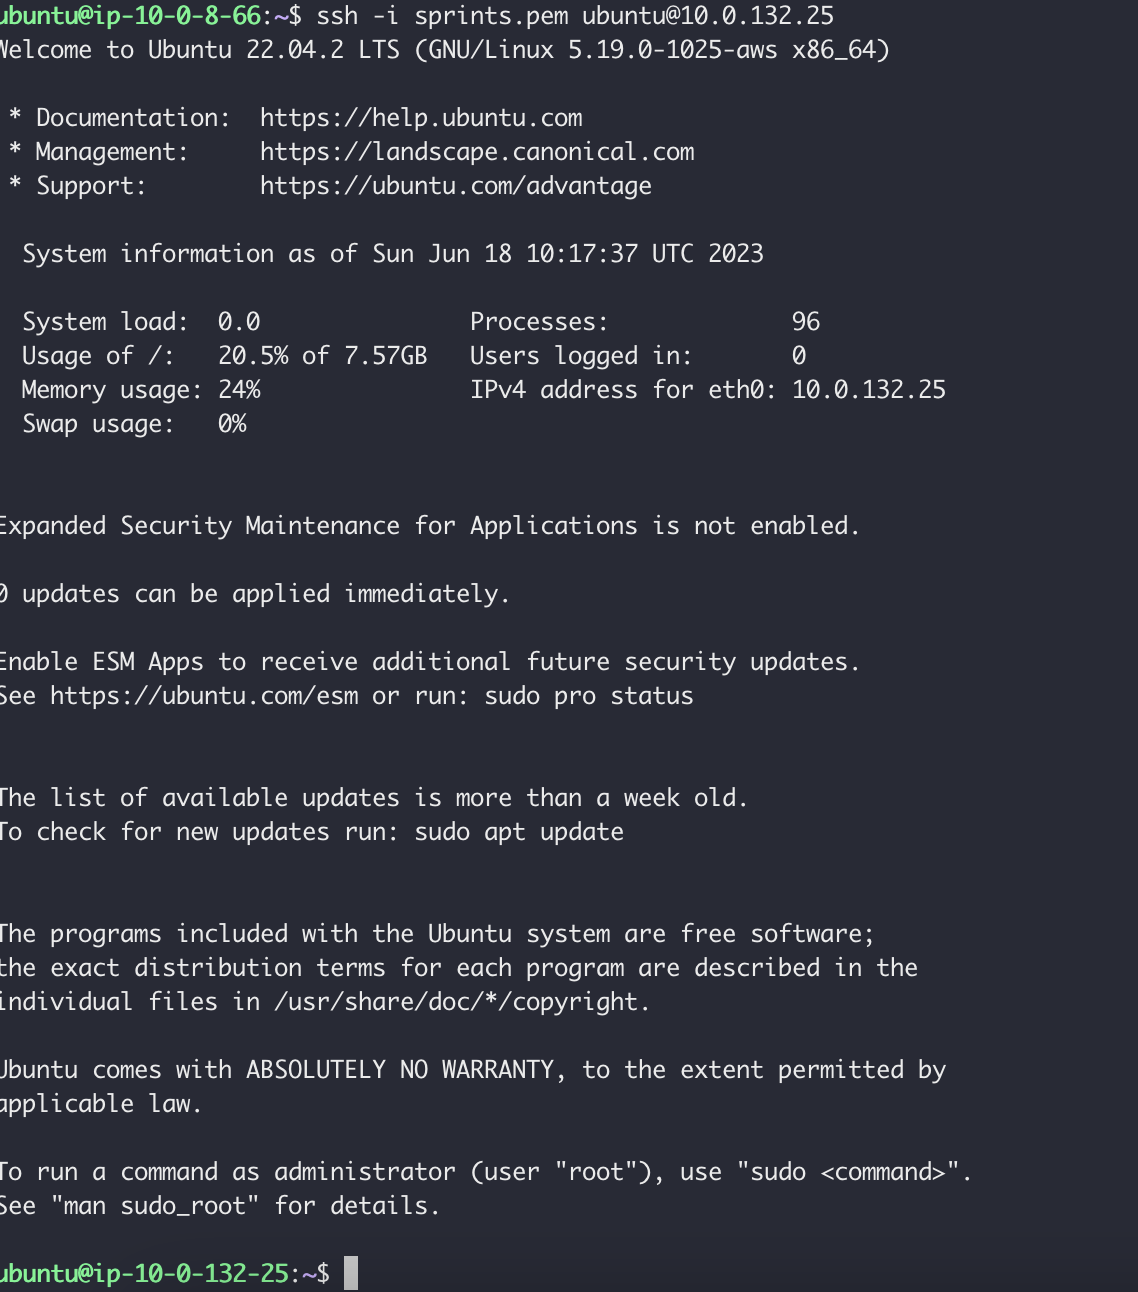 ubuntu@ip-10-0-8-66:~$ ssh -i sprints.pem ubuntu@10.0.132.25
Welcome to Ubuntu 22.04.2 LTS (GNU/Linux 5.19.0-1025-aws x86_64)
* Documentation:  https://help.ubuntu.com
* Management:     https://landscape.canonical.com
* Support:        https://ubuntu.com/advantage
System information as of Sun Jun 18 10:17:37 UTC 2023
System load:  0.0               Processes:             96
Usage of /:   20.5% of 7.57GB   Users logged in:       0
Memory usage: 24%               IPv4 address for eth0: 10.0.132.25
Swap usage:   0%
Expanded Security Maintenance for Applications is not enabled.
0 updates can be applied immediately.
Enable ESM Apps to receive additional future security updates.
See https://ubuntu.com/esm or run: sudo pro status
The list of available updates is more than a week old.
To check for new updates run: sudo apt update
The programs included with the Ubuntu system are free software;
the exact distribution terms for each program are described in the
individual files in /usr/share/doc/*/copyright.
Ubuntu comes with ABSOLUTELY NO WARRANTY, to the extent permitted by
applicable law.
To run a command as administrator (user "root"), use "sudo <command>".
See "man sudo_root" for details.
ubuntu@ip-10-0-132-25:~$